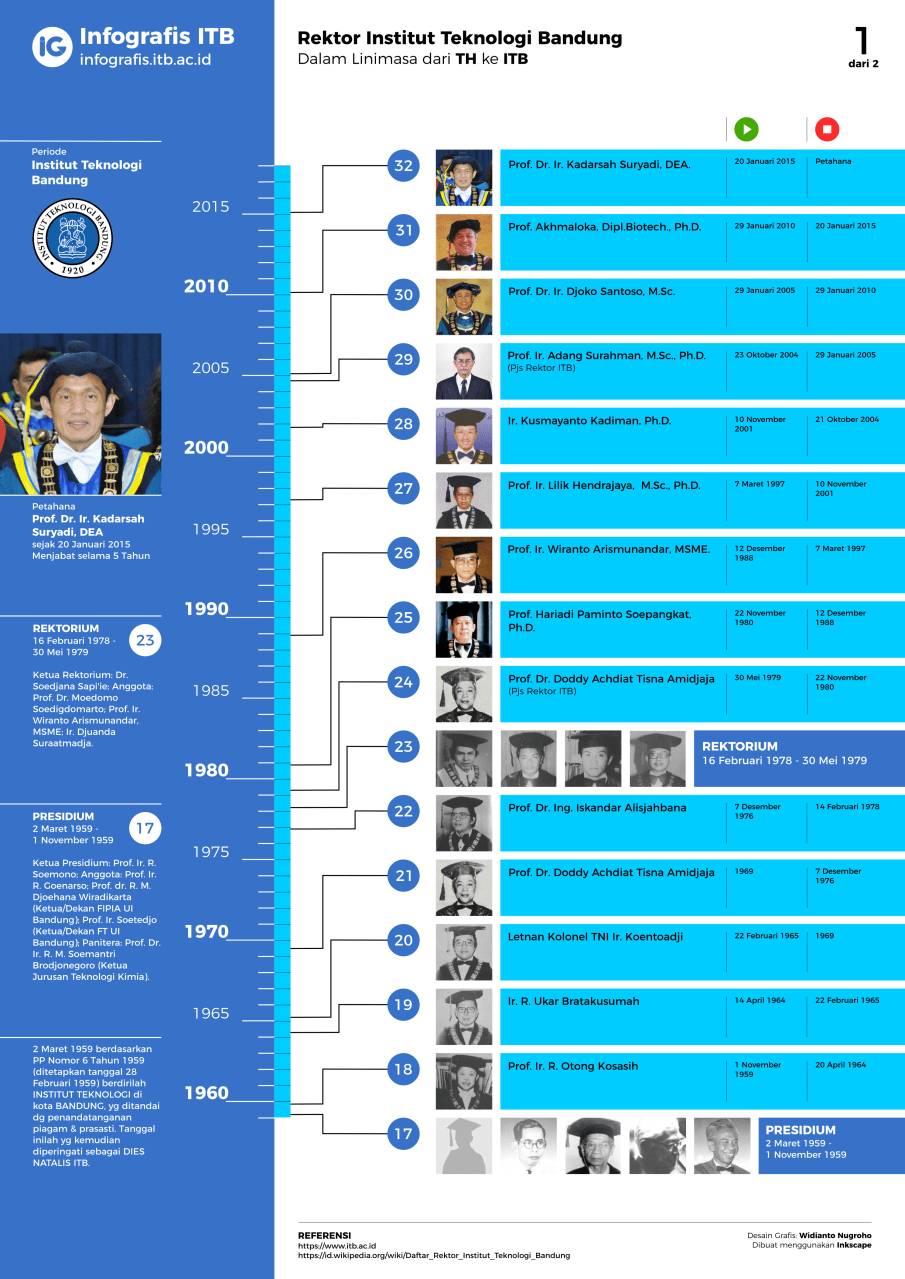 Infografis ITB
infografis.itb.ac.id
Rektor Institut Teknologi Bandung
Dalam Linimasa dari TH ke ITB
1
dari 2
Periode
Institut Teknologi
Bandung
INSTITUT TEKNOLOGI BANDUNG
1920
Petahana
Prof. Dr. Ir. Kadarsah
Suryadi, DEA
sejak 20 Januari 2015
Menjabat selama 5 Tahun
REKTORIUM
16 Februari 1978 -
30 Mei 1979
23
Ketua Rektorium: Dr.
Soedjana Sapi'ie; Anggota:
Prof. Dr. Moedomo
Soedigdomarto; Prof. Ir.
Wiranto Arismunandar,
MSME; Ir. Djuanda
Suraatmadja.
PRESIDIUM
2 Maret 1959 -
1 November 1959
17
Ketua Presidium: Prof. Ir. R.
Soemono; Anggota: Prof. Ir.
R. Goenarso; Prof. dr. R. M.
Djoehana Wiradikarta
(Ketua/Dekan FIPIA UI
Bandung); Prof. Ir. Soetedjo
(Ketua/Dekan FT UI
Bandung); Panitera: Prof. Dr.
Ir. R. M. Soemantri
Brodjonegoro (Ketua
Jurusan Teknologi Kimia).
2 Maret 1959 berdasarkan
PP Nomor 6 Tahun 1959
(ditetapkan tanggal 28
Februari 1959) berdirilah
INSTITUT TEKNOLOGI di
kota BANDUNG, yg ditandai
dg penandatanganan
piagam & prasasti. Tanggal
inilah yg kemudian
diperingati sebagai DIES
NATALIS ITB.
2015
2010
2005
2000
1995
1990
1985
1980
1975
1970
1965
1960
32
Prof. Dr. Ir. Kadarsah Suryadi, DEA.
20 Januari 2015
Petahana
31
Prof. Akhmaloka, Dipl.Biotech., Ph.D.
29 Januari 2010
20 Januari 2015
30
Prof. Dr. Ir. Djoko Santoso, M.Sc.
29 Januari 2005
29 Januari 2010
29
Prof. Ir. Adang Surahman, M.Sc., Ph.D.
(Pjs Rektor ITB)
23 Oktober 2004
29 Januari 2005
28
Ir. Kusmayanto Kadiman, Ph.D.
10 November
2001
21 Oktober 2004
27
Prof. Ir. Lilik Hendrajaya, M.Sc., Ph.D.
7 Maret 1997
10 November
2001
26
Prof. Ir. Wiranto Arismunandar, MSME.
12 Desember
1988
7 Maret 1997
25
Prof. Hariadi Paminto Soepangkat,
Ph.D.
22 November
1980
12 Desember
1988
24
Prof. Dr. Doddy Achdiat Tisna Amidjaja
(Pjs Rektor ITB)
30 Mei 1979
22 November
1980
23
REKTORIUM
16 Februari 1978 - 30 Mei 1979
22
Prof. Dr. Ing. Iskandar Alisjahbana
7 Desember
1976
14 Februari 1978
21
Prof. Dr. Doddy Achdiat Tisna Amidjaja
1969
7 Desember
1976
20
Letnan Kolonel TNI Ir. Koentoadji
22 Februari 1965
1969
19
Ir. R. Ukar Bratakusumah
14 April 1964
22 Februari 1965
18
Prof. Ir. R. Otong Kosasih
1 November
1959
20 April 1964
17
PRESIDIUM
2 Maret 1959 -
1 November 1959
REFERENSI
https://www.itb.ac.id
https://id.wikipedia.org/wiki/Daftar_Rektor_Institut_Teknologi_Bandung
Desain Grafis: Widianto Nugroho
Dibuat menggunakan Inkscape